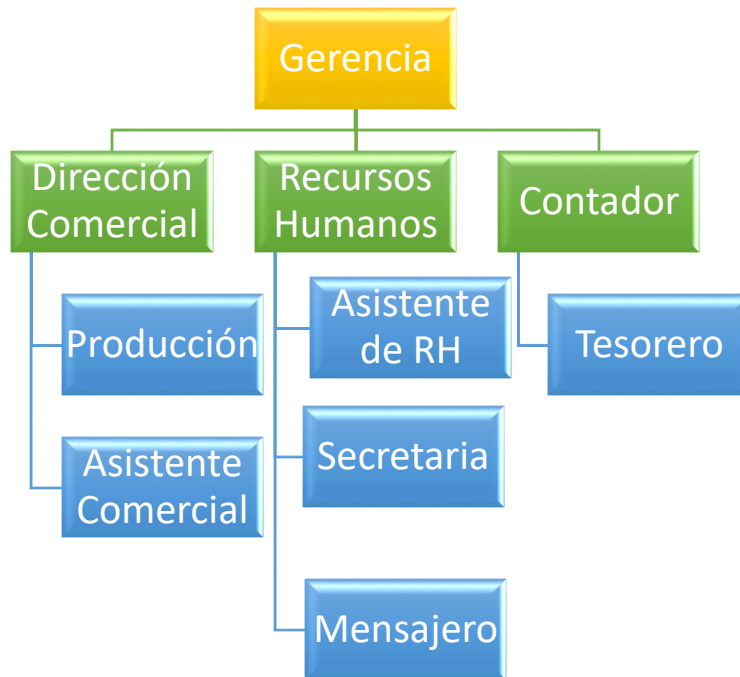 Gerencia
Dirección
Comercial
Recursos
Humanos
Contador
Producción
Asistente
de RH
Tesorero
Asistente
Comercial
Secretaria
Mensajero